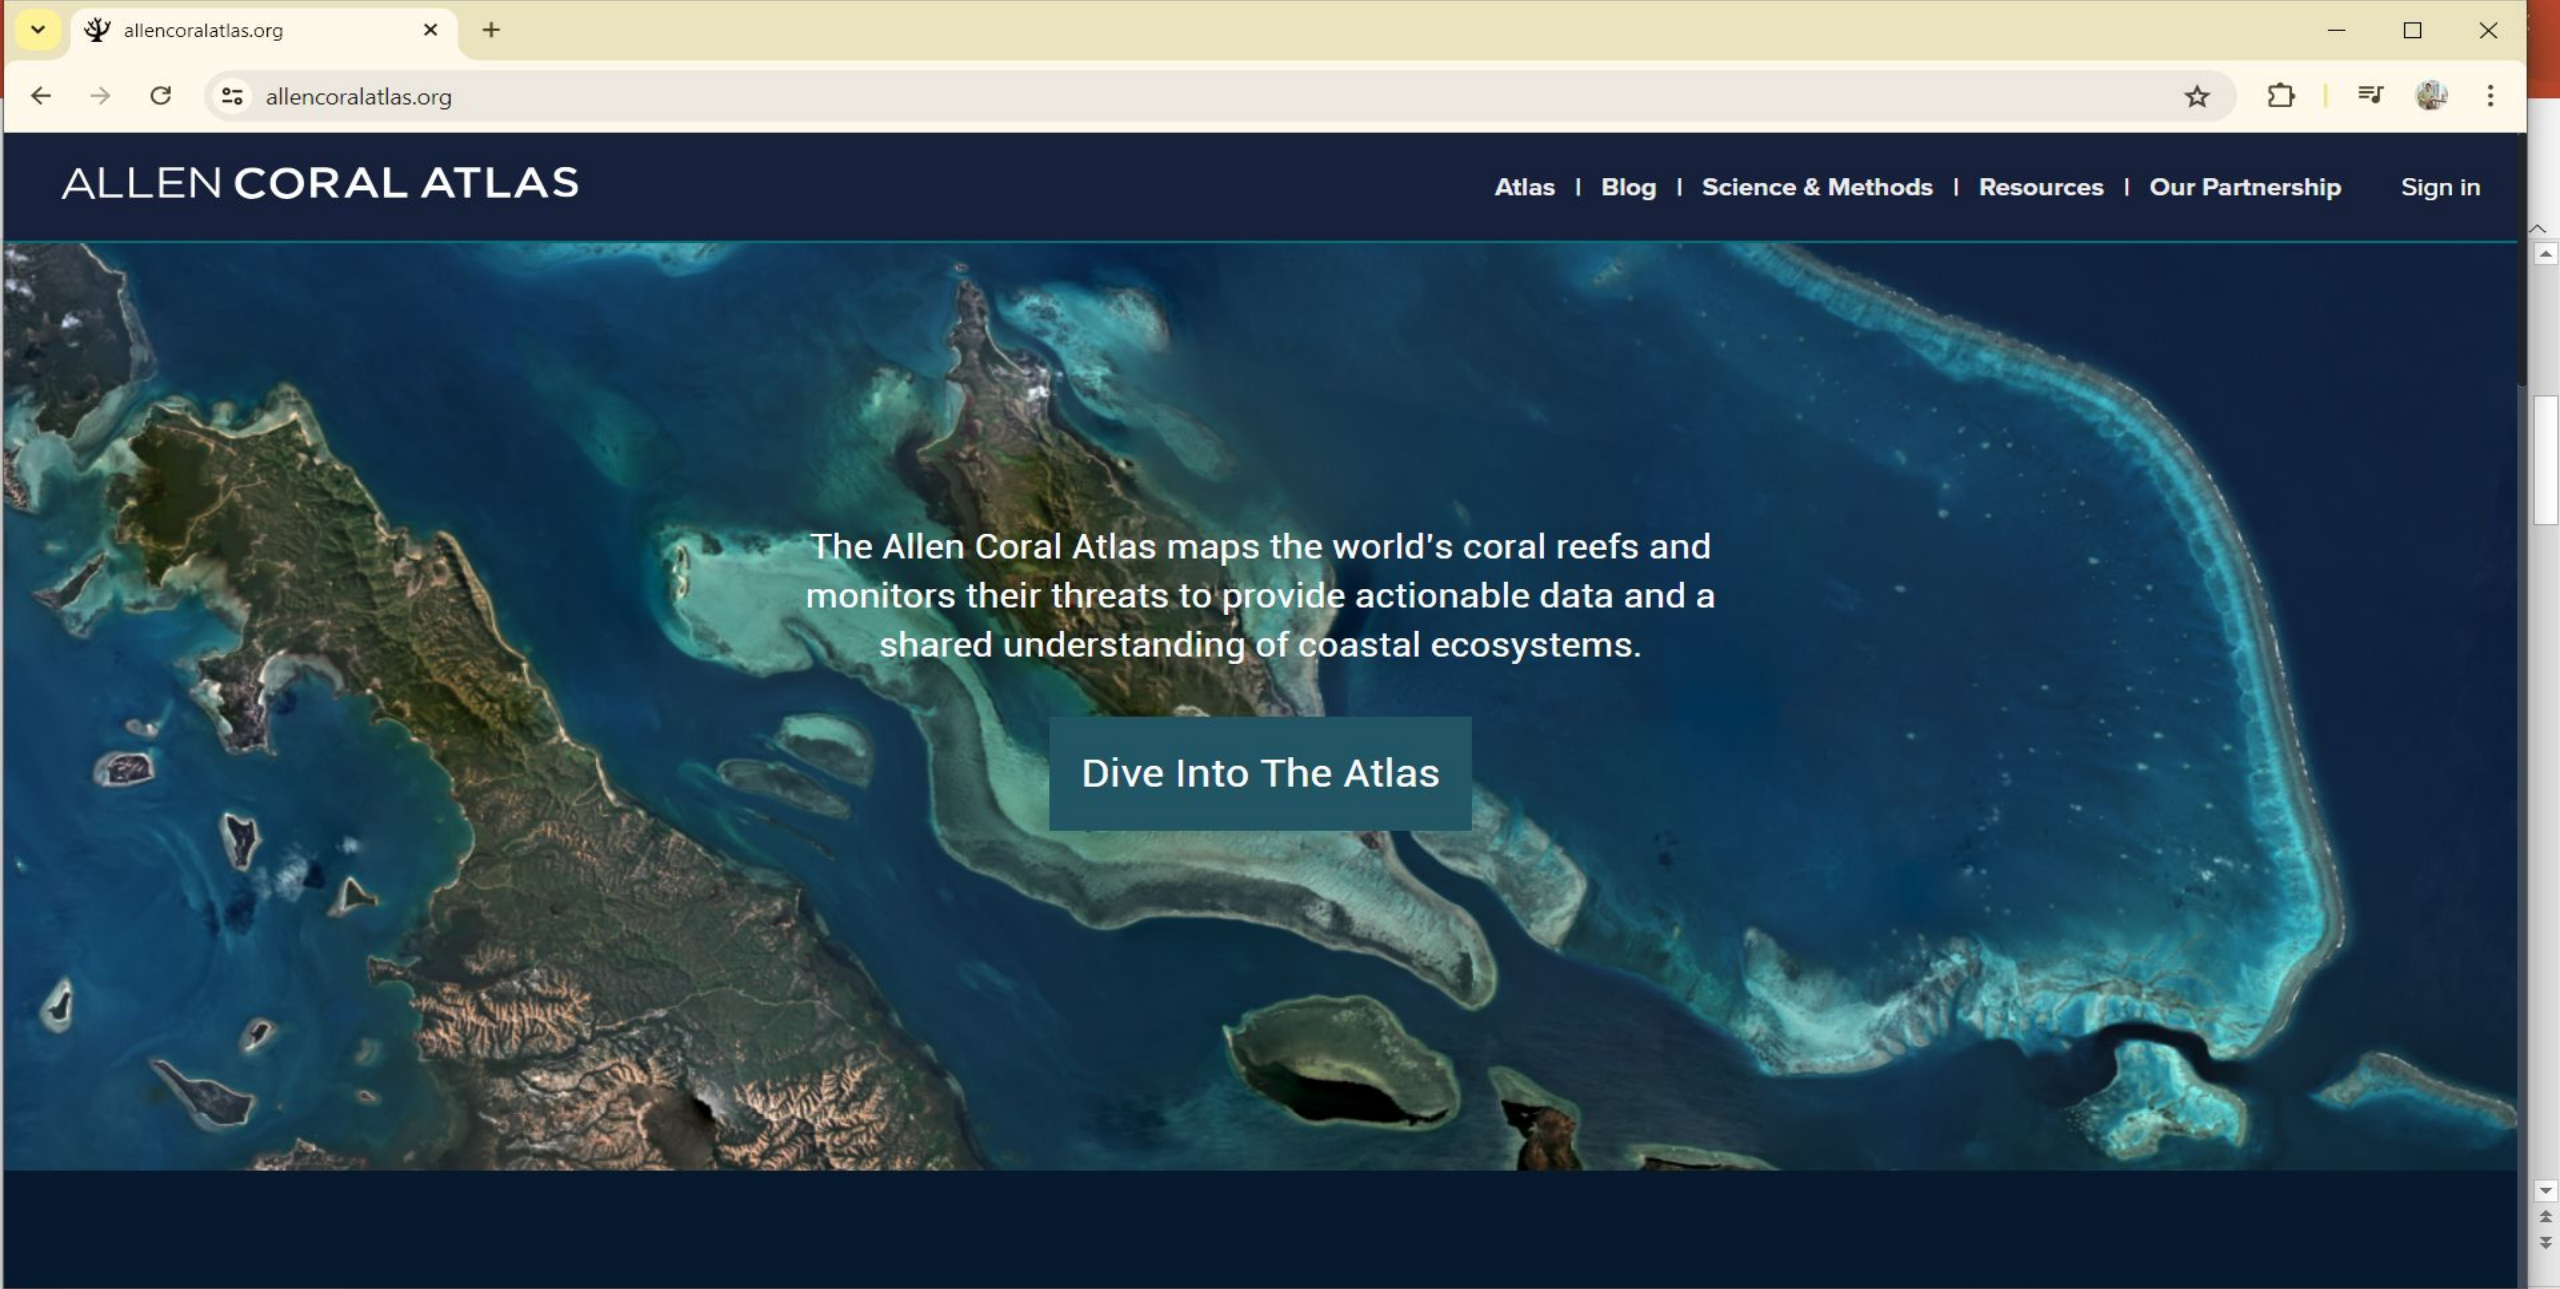 allencoralatlas.org
allencoralatlas.org
ALLEN CORAL ATLAS
Atlas | Blog | Science & Methods | Resources | Our Partnership Sign in
The Allen Coral Atlas maps the world's coral reefs and
monitors their threats to provide actionable data and a
shared understanding of coastal ecosystems.
Dive Into The Atlas